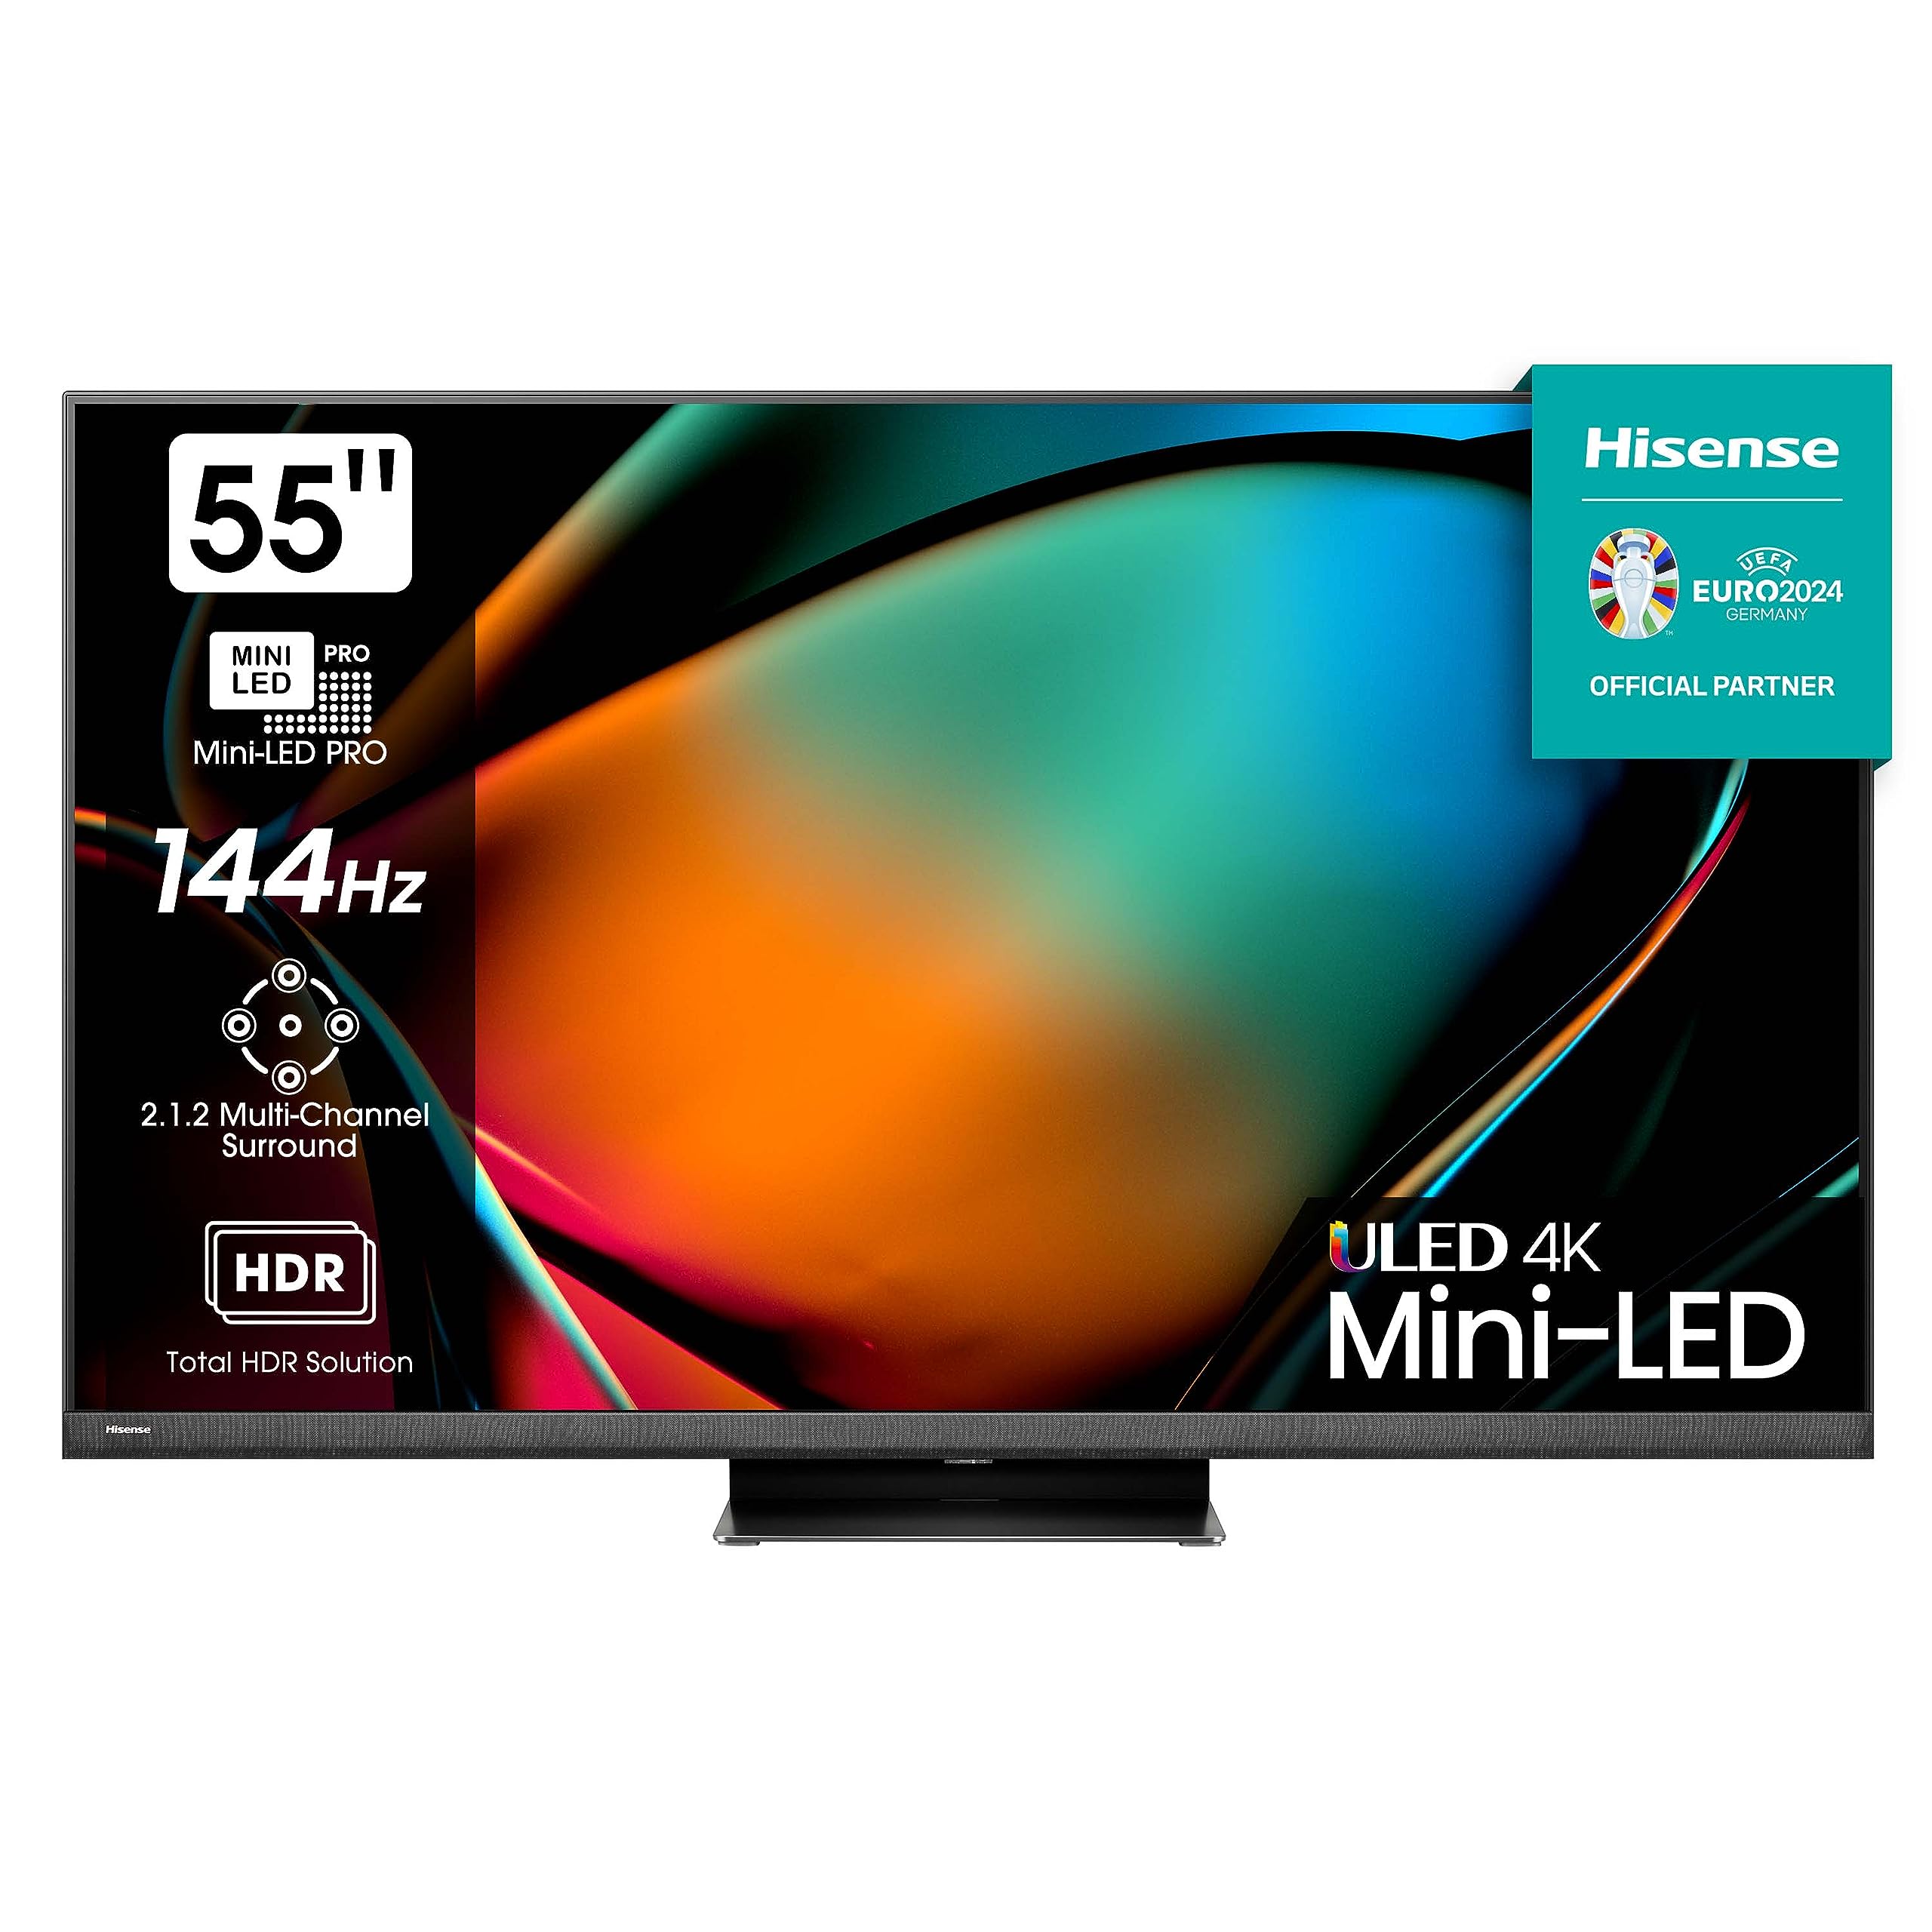 55"
MINI
LED
PRO
Mini-LED PRO
144Hz
2.1.2 Multi-Channel
Surround
HDR
Total HDR Solution
Hisense
UEFA
EURO2024
GERMANY
TM
OFFICIAL PARTNER
ULED 4K
Mini-LED
Hisense